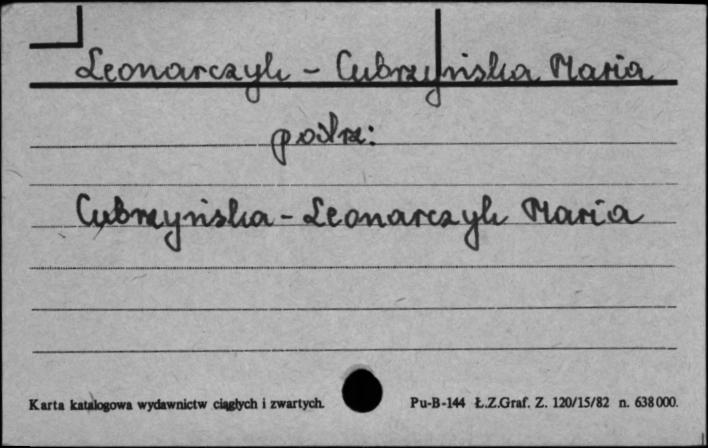 Leonarczyk - Cubrzyńska Maria
patrz:
Cubrzyńska - Leonarczyk Maria
Karta katalogowa wydawnictw ciągłych i zwartych. Pu-B-144 Ł.Z.Graf. Z. 120/15/82 n. 638000.